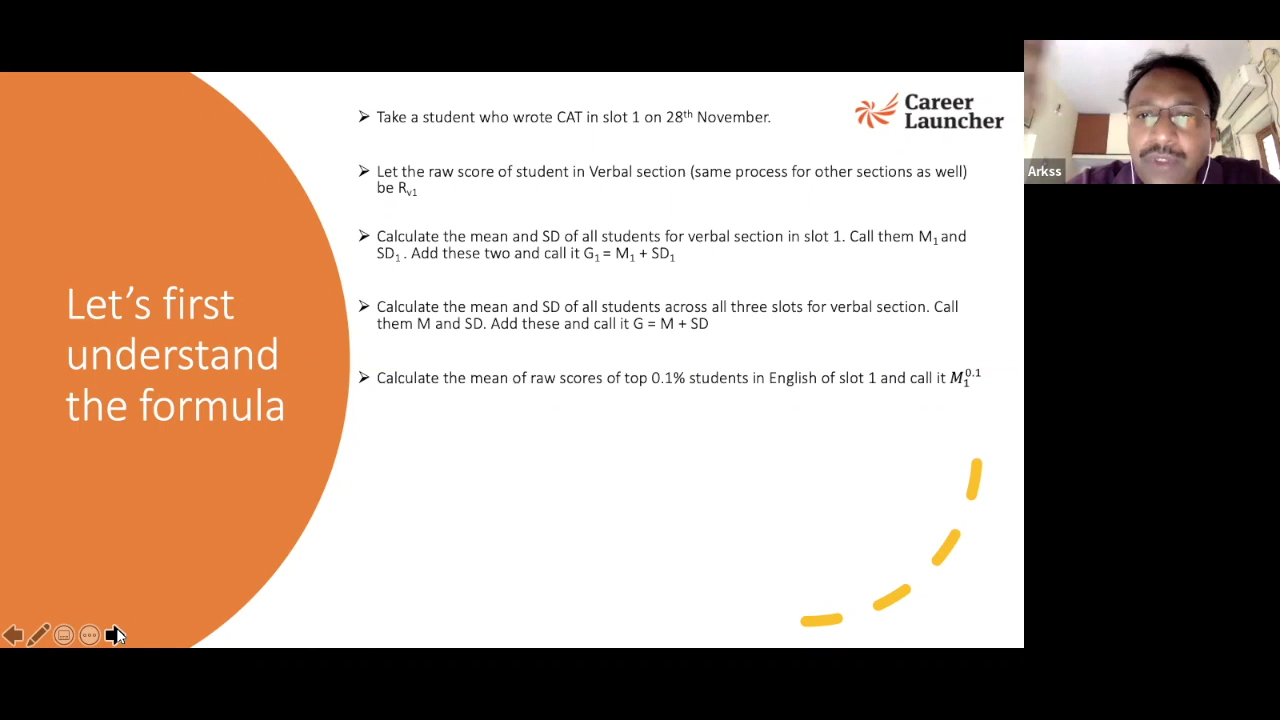 Let's first
understand
the formula
➢ Take a student who wrote CAT in slot 1 on 28th November.
➢ Let the raw score of student in Verbal section (same process for other sections as well)
be Rv1
➢ Calculate the mean and SD of all students for verbal section in slot 1. Call them M1 and
SD1 . Add these two and call it G1 = M1 + SD1
➢ Calculate the mean and SD of all students across all three slots for verbal section. Call
them M and SD. Add these and call it G = M + SD
➢ Calculate the mean of raw scores of top 0.1% students in English of slot 1 and call it M₁^0.1
Career
Launcher
Arkss